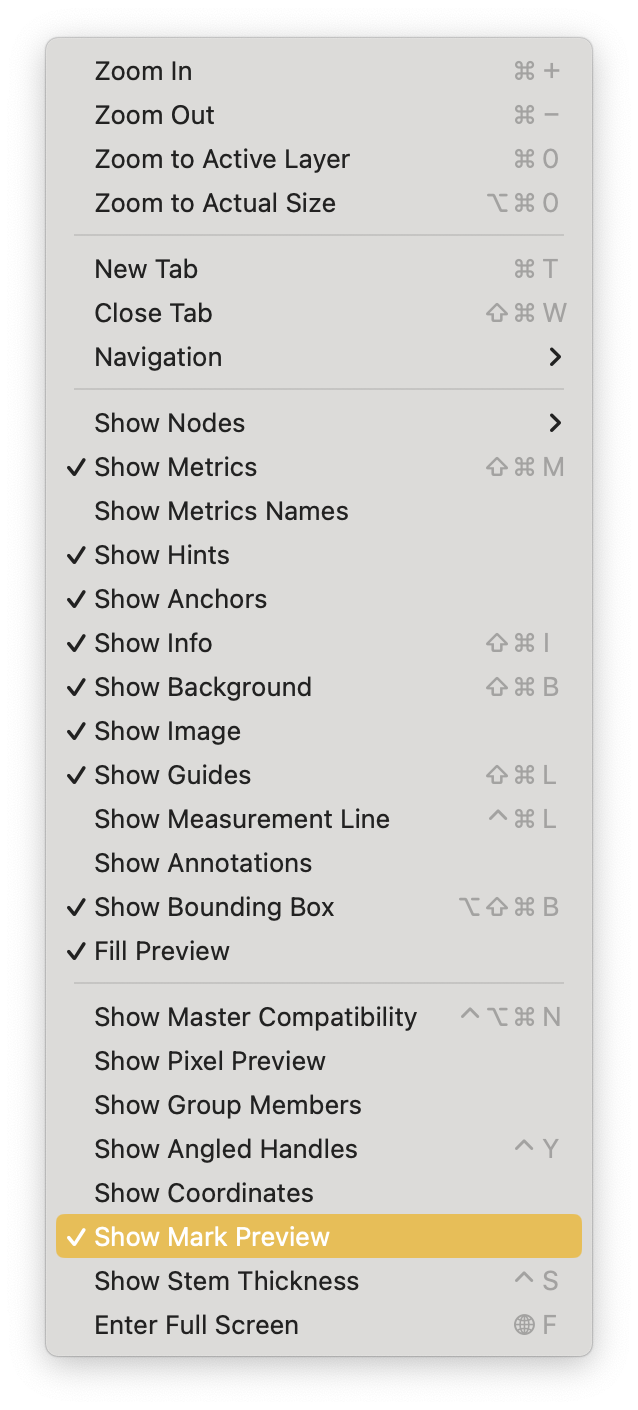 Zoom In ⌘ +
Zoom Out ⌘ −
Zoom to Active Layer ⌘ 0
Zoom to Actual Size ⌥ ⌘ 0
New Tab ⌘ T
Close Tab ⇧ ⌘ W
Navigation
Show Nodes
✓ Show Metrics ⇧ ⌘ M
Show Metrics Names
✓ Show Hints
✓ Show Anchors
✓ Show Info ⇧ ⌘ I
✓ Show Background ⇧ ⌘ B
✓ Show Image
✓ Show Guides ⇧ ⌘ L
Show Measurement Line ^ ⌘ L
Show Annotations
✓ Show Bounding Box ⌥ ⇧ ⌘ B
✓ Fill Preview
Show Master Compatibility ^ ⌥ ⌘ N
Show Pixel Preview
Show Group Members
Show Angled Handles ^ Y
Show Coordinates
✓ Show Mark Preview
Show Stem Thickness ^ S
Enter Full Screen 🌐 F